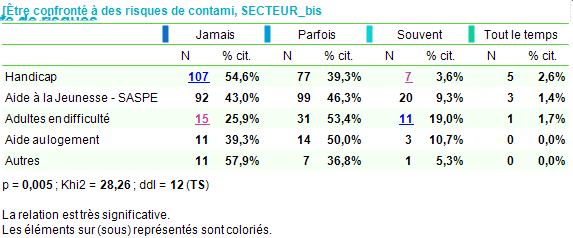 [Être confronté à des risques de contami, SECTEUR_bis
de risques
Jamais Parfois Souvent Tout le temps
N % cit. N % cit. N % cit. N % cit.
Handicap 107 54,6% 77 39,3% 7 3,6% 5 2,6%
Aide à la Jeunesse - SASPE 92 43,0% 99 46,3% 20 9,3% 3 1,4%
Adultes en difficulté 15 25,9% 31 53,4% 11 19,0% 1 1,7%
Aide au logement 11 39,3% 14 50,0% 3 10,7% 0 0,0%
Autres 11 57,9% 7 36,8% 1 5,3% 0 0,0%
p = 0,005 ; Khi2 = 28,26 ; ddl = 12 (TS)
La relation est très significative.
Les éléments sur (sous) représentés sont coloriés.